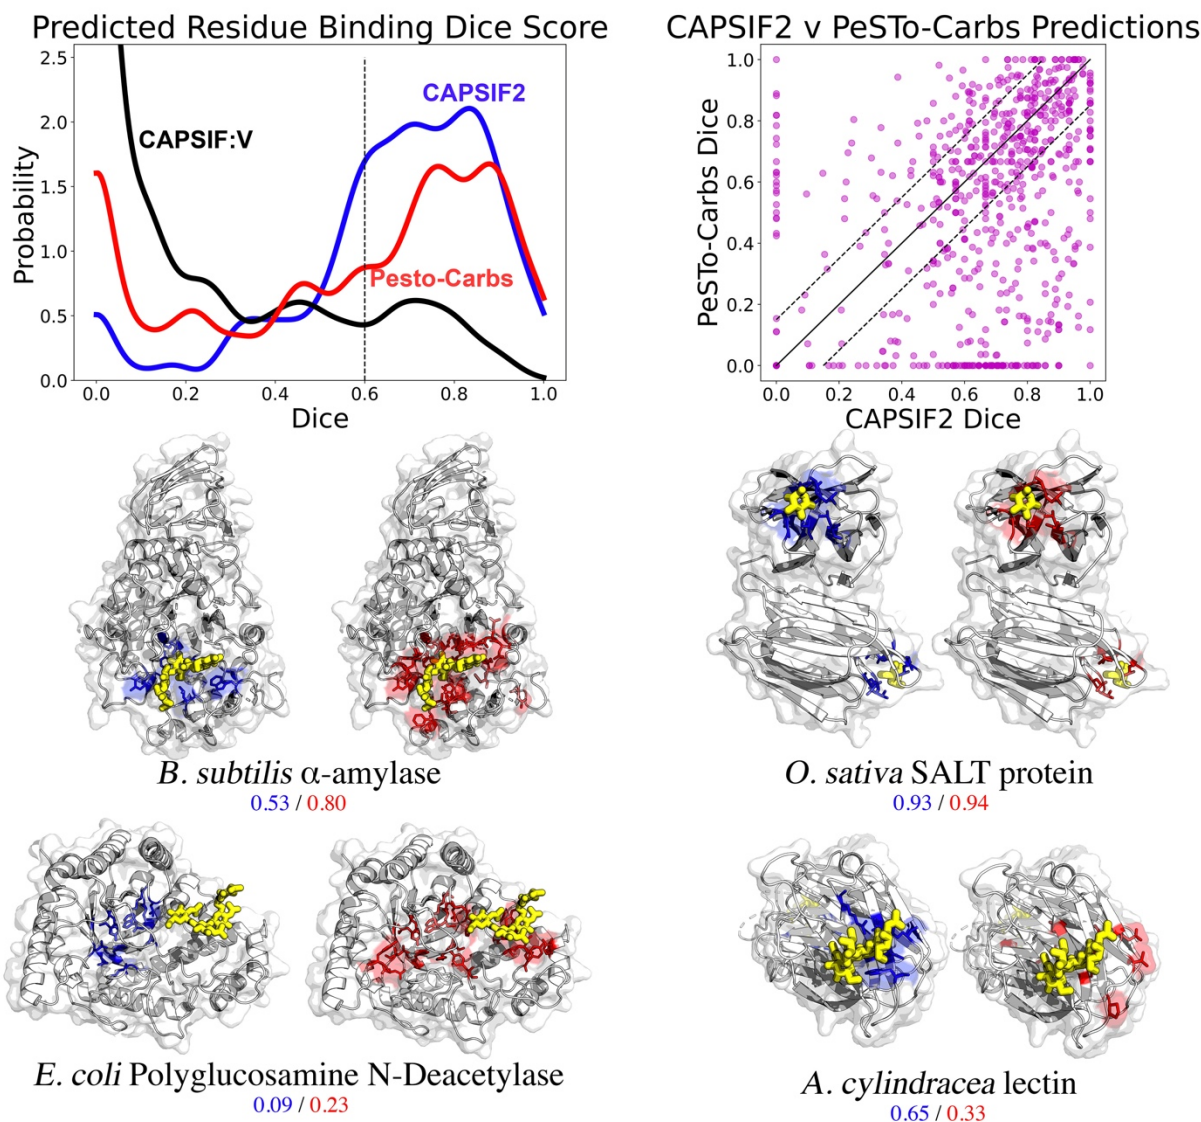 Predicted Residue Binding Dice Score
2.5
2.0
1.5
1.0
0.5
0.0
Probability
CAPSIF:V
CAPSIF2
Pesto-Carbs
0.0 0.2 0.4 0.6 0.8 1.0
Dice
CAPSIF2 v PeSTo-Carbs Predictions
1.0
0.8
0.6
0.4
0.2
0.0
PeSTo-Carbs Dice
0.0 0.2 0.4 0.6 0.8 1.0
CAPSIF2 Dice
B. subtilis α-amylase
0.53 / 0.80
O. sativa SALT protein
0.93 / 0.94
E. coli Polyglucosamine N-Deacetylase
0.09 / 0.23
A. cylindracea lectin
0.65 / 0.33